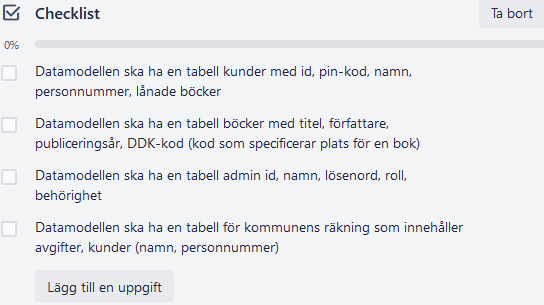 Checklist
Ta bort
0%
Datamodellen ska ha en tabell kunder med id, pin-kod, namn,
personnummer, lånade böcker
Datamodellen ska ha en tabell böcker med titel, författare,
publiceringsår, DDK-kod (kod som specificerar plats för en bok)
Datamodellen ska ha en tabell admin id, namn, lösenord, roll,
behörighet
Datamodellen ska ha en tabell för kommunens räkning som innehåller
avgifter, kunder (namn, personnummer)
Lägg till en uppgift